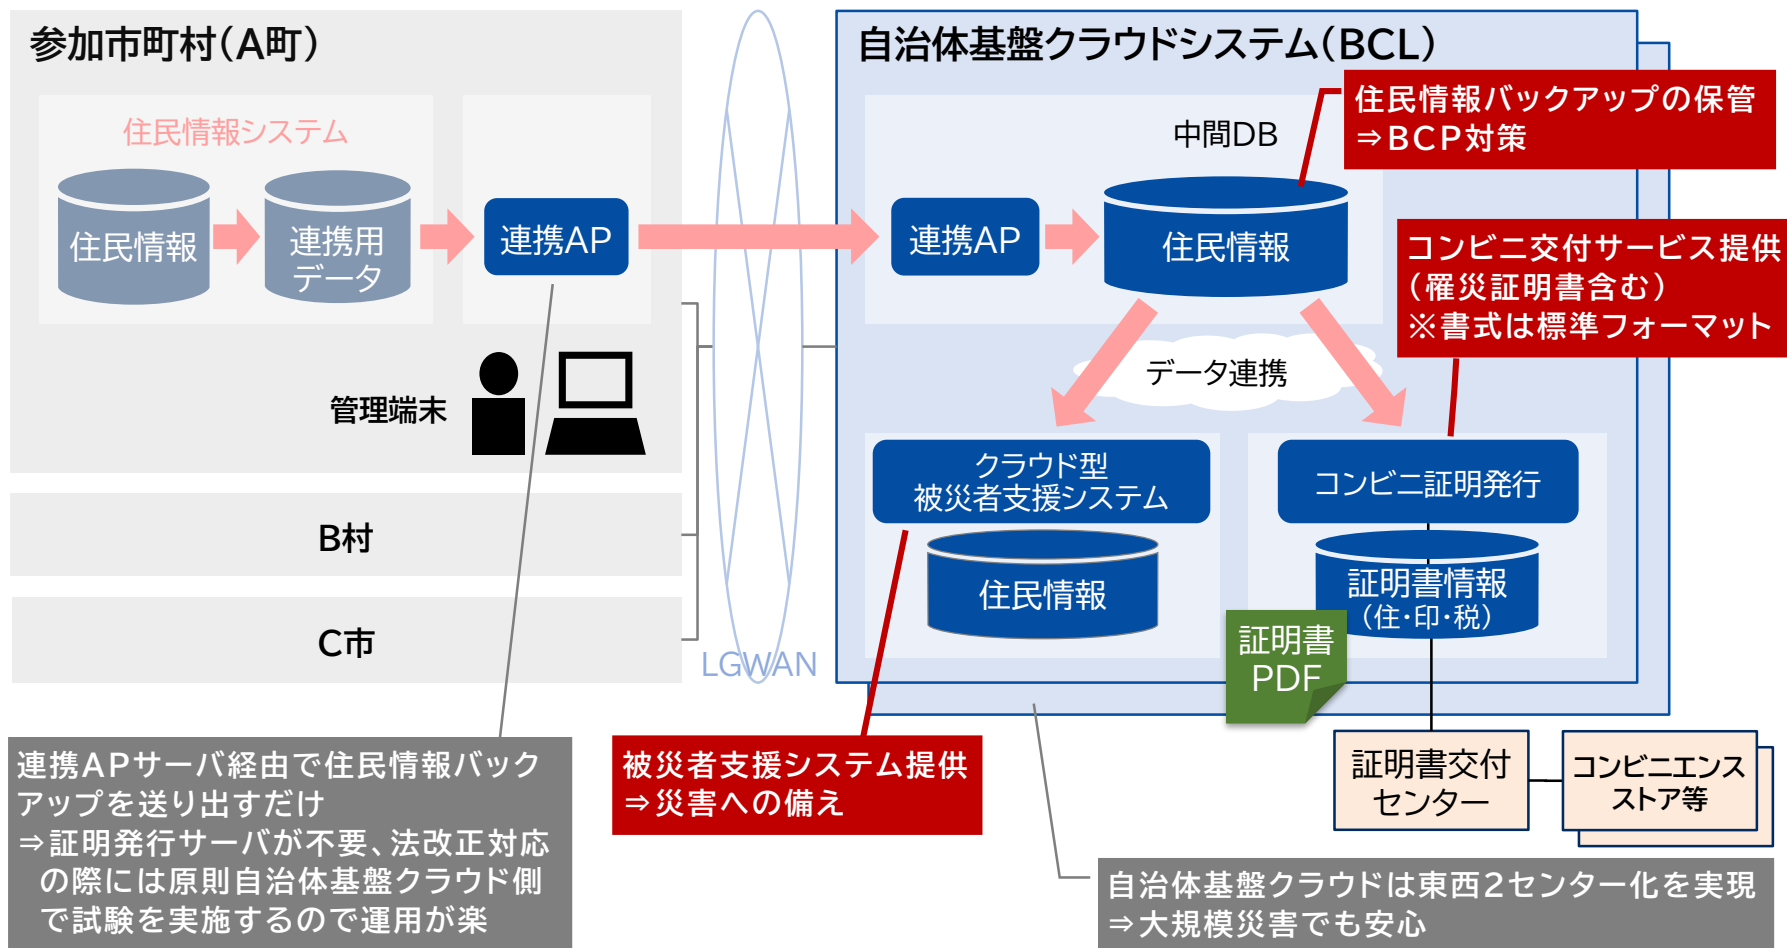 参加市町村(A町)
住民情報システム
住民情報
連携用
データ
連携AP
管理端末
B村
C市
LGWAN
自治体基盤クラウドシステム(BCL)
中間DB
連携AP
住民情報
住民情報バックアップの保管
⇒BCP対策
コンビニ交付サービス提供
(罹災証明書含む)
※書式は標準フォーマット
データ連携
クラウド型
被災者支援システム
住民情報
コンビニ証明発行
証明書情報
(住・印・税)
証明書
PDF
証明書交付
センター
コンビニエンス
ストア等
連携APサーバ経由で住民情報バック
アップを送り出すだけ
⇒証明発行サーバが不要、法改正対応
の際には原則自治体基盤クラウド側
で試験を実施するので運用が楽
被災者支援システム提供
⇒災害への備え
自治体基盤クラウドは東西2センター化を実現
⇒大規模災害でも安心